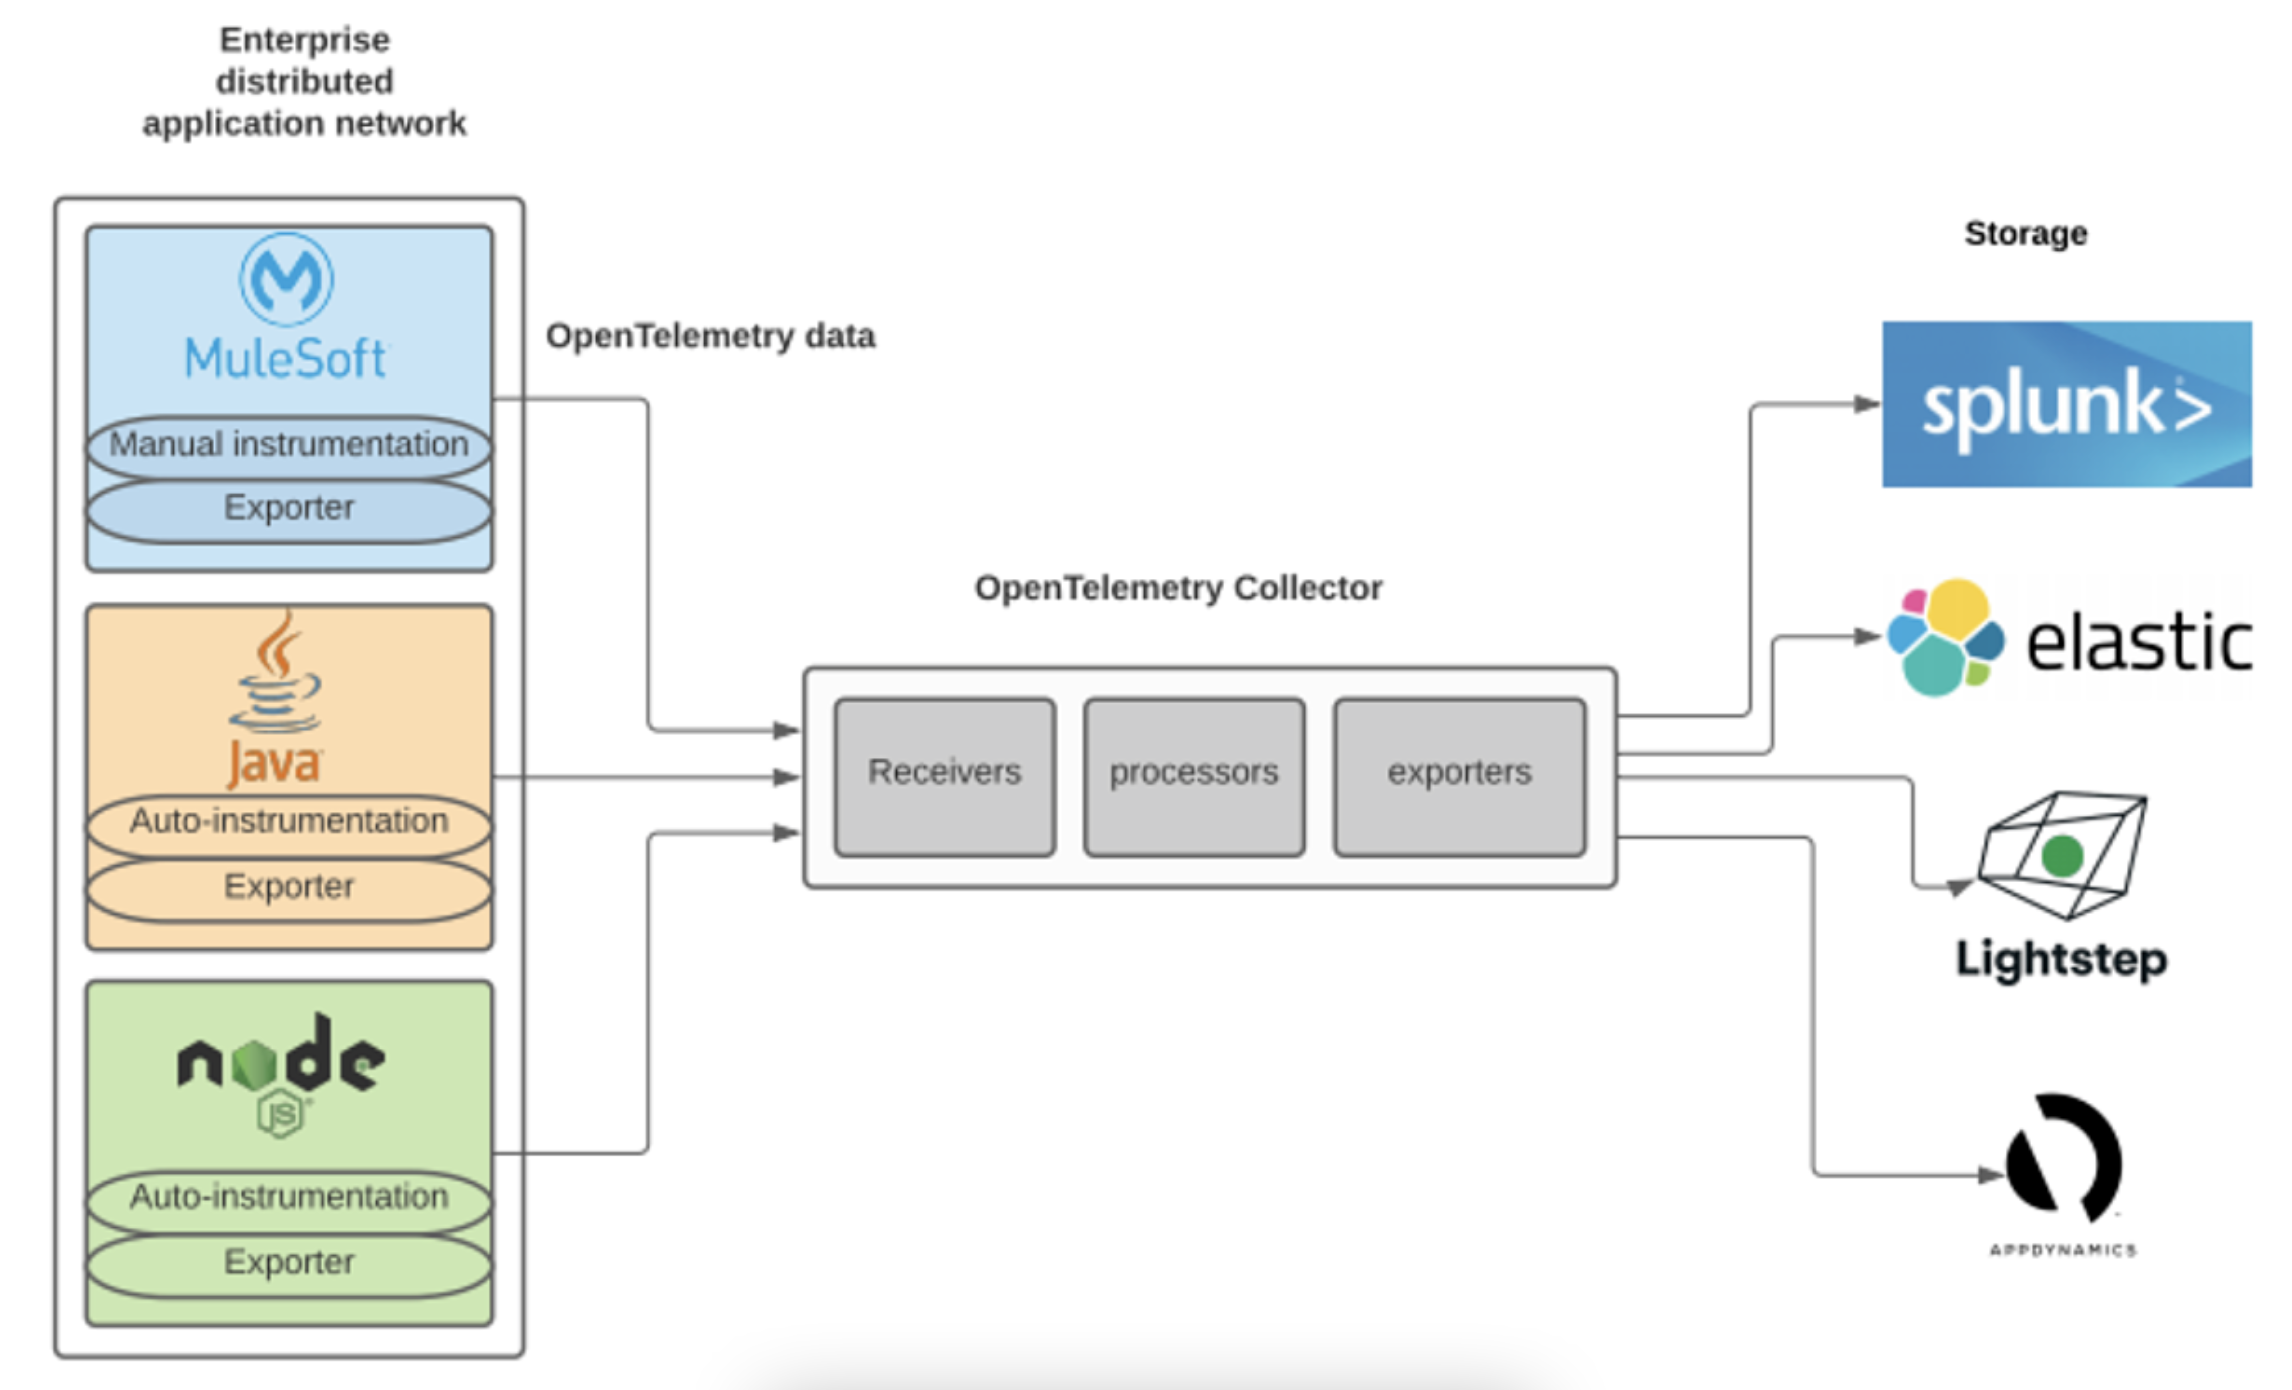 Enterprise
distributed
application network
MuleSoft
Manual instrumentation
Exporter
Java
Auto-instrumentation
Exporter
node
JS
Auto-instrumentation
Exporter
OpenTelemetry data
OpenTelemetry Collector
Receivers
processors
exporters
Storage
splunk>
elastic
Lightstep
APPDYNAMICS